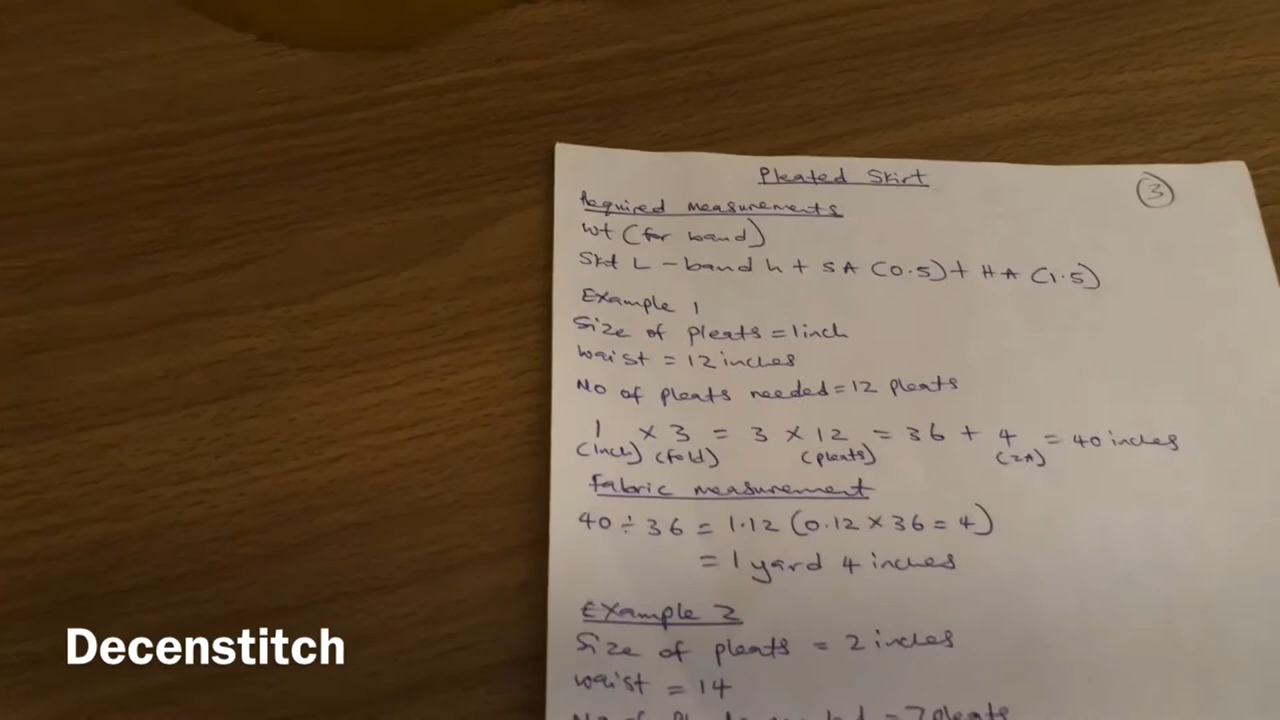 Pleated Skirt
3
Required measurements
Wt (for band)
Skt L - band h + SA (0.5) + HA (1.5)
Example 1
Size of pleats = 1inch
waist = 12 inches
No of pleats needed = 12 pleats
1 × 3 = 3 × 12 = 36 + 4 = 40 inches
(inch) (fold) (pleats) (ZA)
Fabric measurement
40 ÷ 36 = 1.12 (0.12 × 36 = 4)
= 1 yard 4 inches
Example 2
Size of pleats = 2 inches
waist = 14
= 7 pleats
Decenstitch